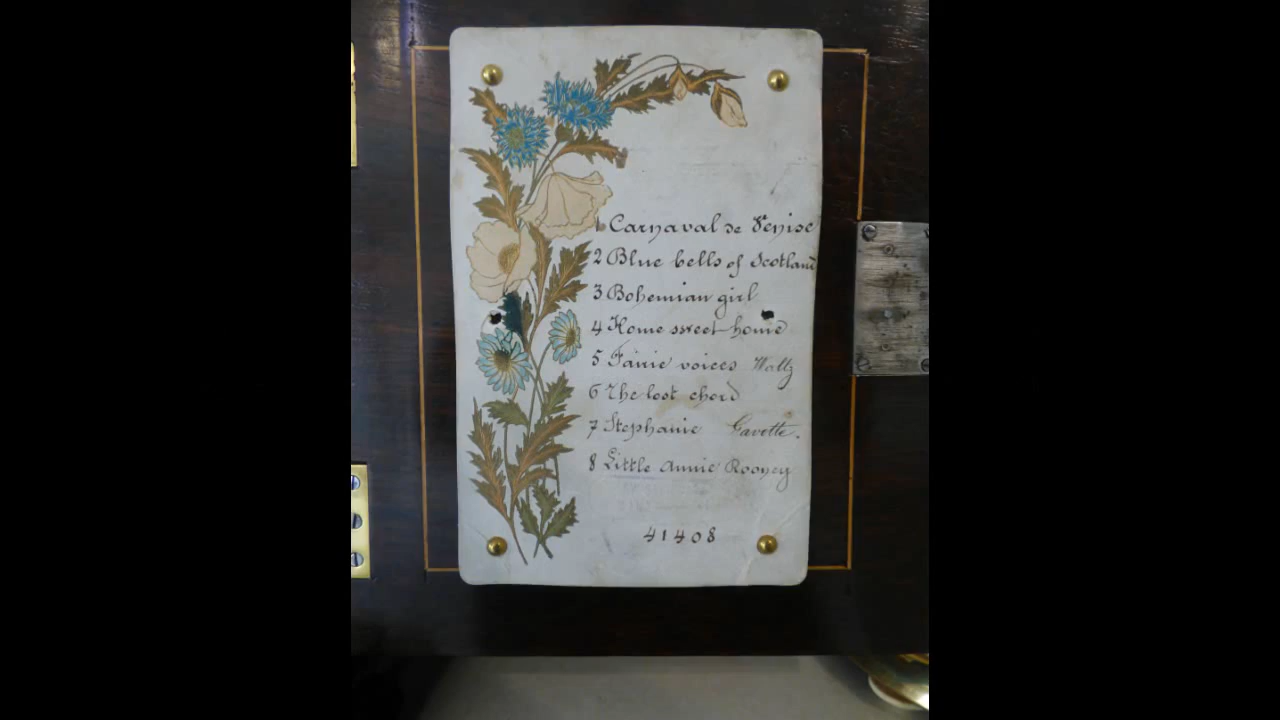 1 Carnaval de Venise
2 Blue bells of Scotland
3 Bohemian girl
4 Home sweet home
5 Fairie voices Waltz
6 The lost chord
7 Stephanie Gavotte.
8 Little Annie Rooney
41408